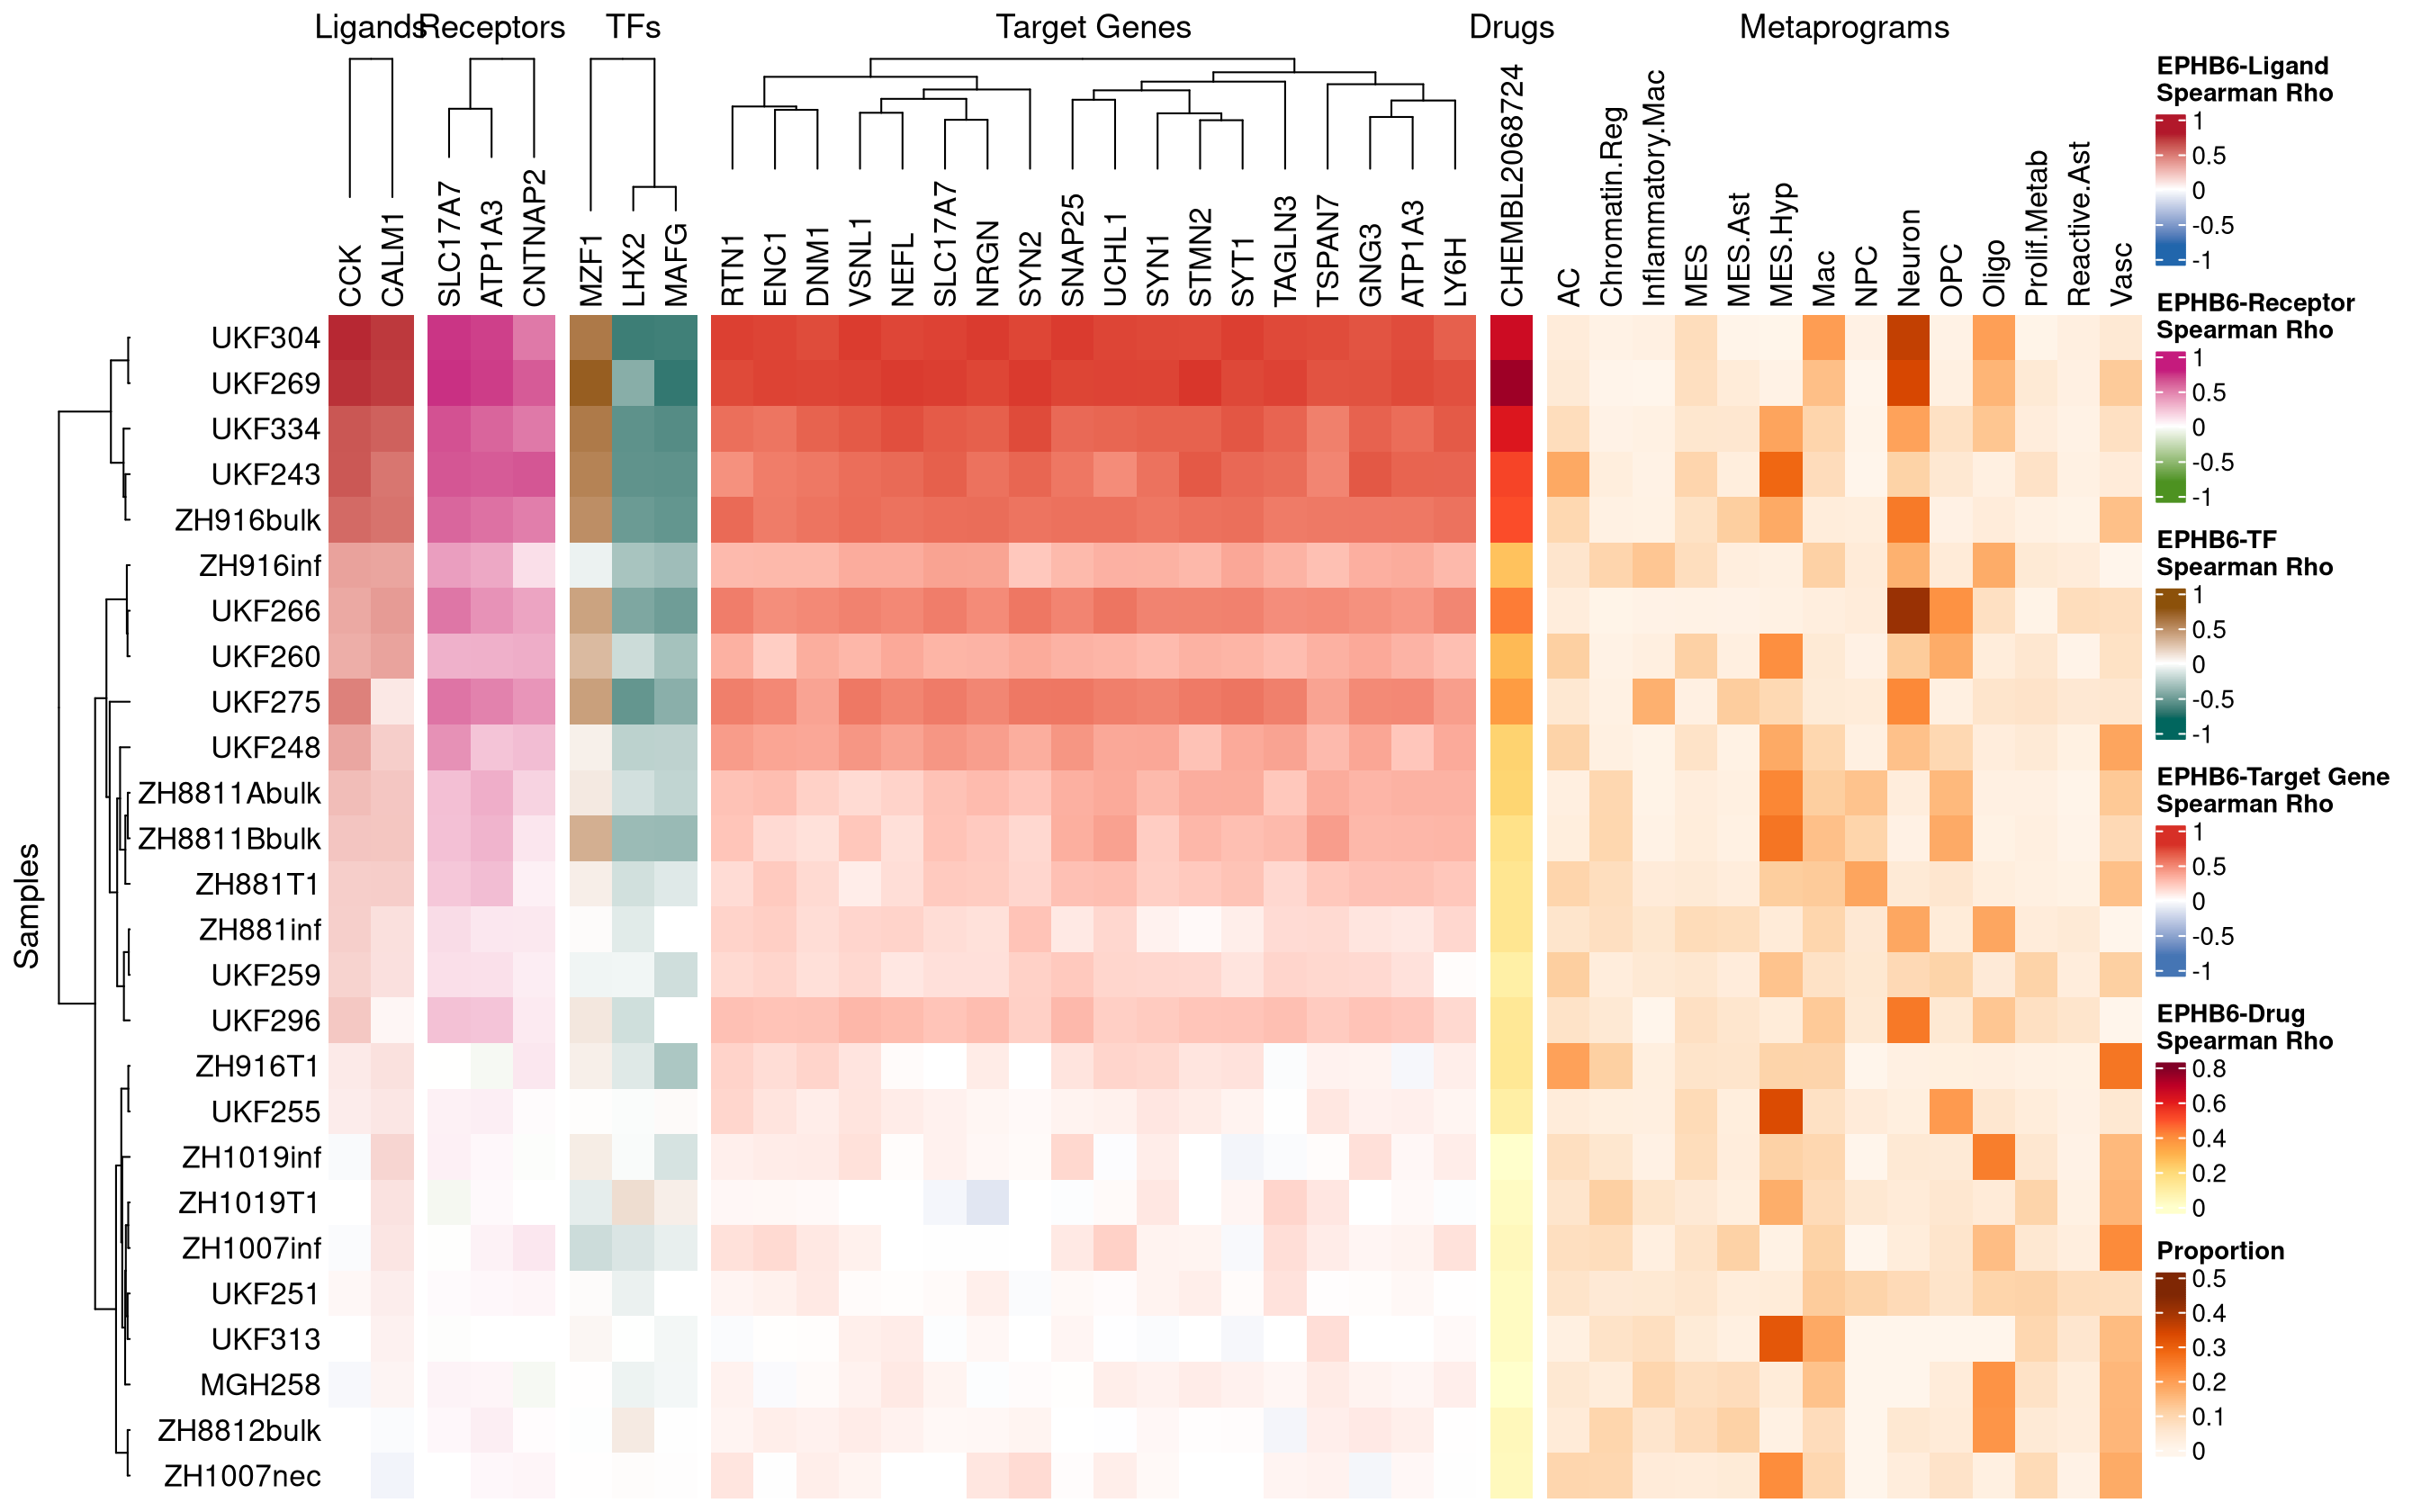 Ligands Receptors TFs Target Genes Drugs Metaprograms
CCK
CALM1
SLC17A7
ATP1A3
CNTNAP2
MZF1
LHX2
MAFG
RTN1
ENC1
DNM1
VSNL1
NEFL
SLC17A7
NRGN
SYN2
SNAP25
UCHL1
SYN1
STMN2
SYT1
TAGLN3
TSPAN7
GNG3
ATP1A3
LY6H
CHEMBL2068724
AC
Chromatin.Reg
Inflammatory.Mac
MES
MES.Ast
MES.Hyp
Mac
NPC
Neuron
OPC
Oligo
Prolif.Metab
Reactive.Ast
Vasc
Samples
UKF304
UKF269
UKF334
UKF243
ZH916bulk
ZH916inf
UKF266
UKF260
UKF275
UKF248
ZH8811Abulk
ZH8811Bbulk
ZH881T1
ZH881inf
UKF259
UKF296
ZH916T1
UKF255
ZH1019inf
ZH1019T1
ZH1007inf
UKF251
UKF313
MGH258
ZH8812bulk
ZH1007nec
EPHB6-Ligand
Spearman Rho
1
0.5
0
-0.5
-1
EPHB6-Receptor
Spearman Rho
1
0.5
0
-0.5
-1
EPHB6-TF
Spearman Rho
1
0.5
0
-0.5
-1
EPHB6-Target Gene
Spearman Rho
1
0.5
0
-0.5
-1
EPHB6-Drug
Spearman Rho
0.8
0.6
0.4
0.2
0
Proportion
0.5
0.4
0.3
0.2
0.1
0